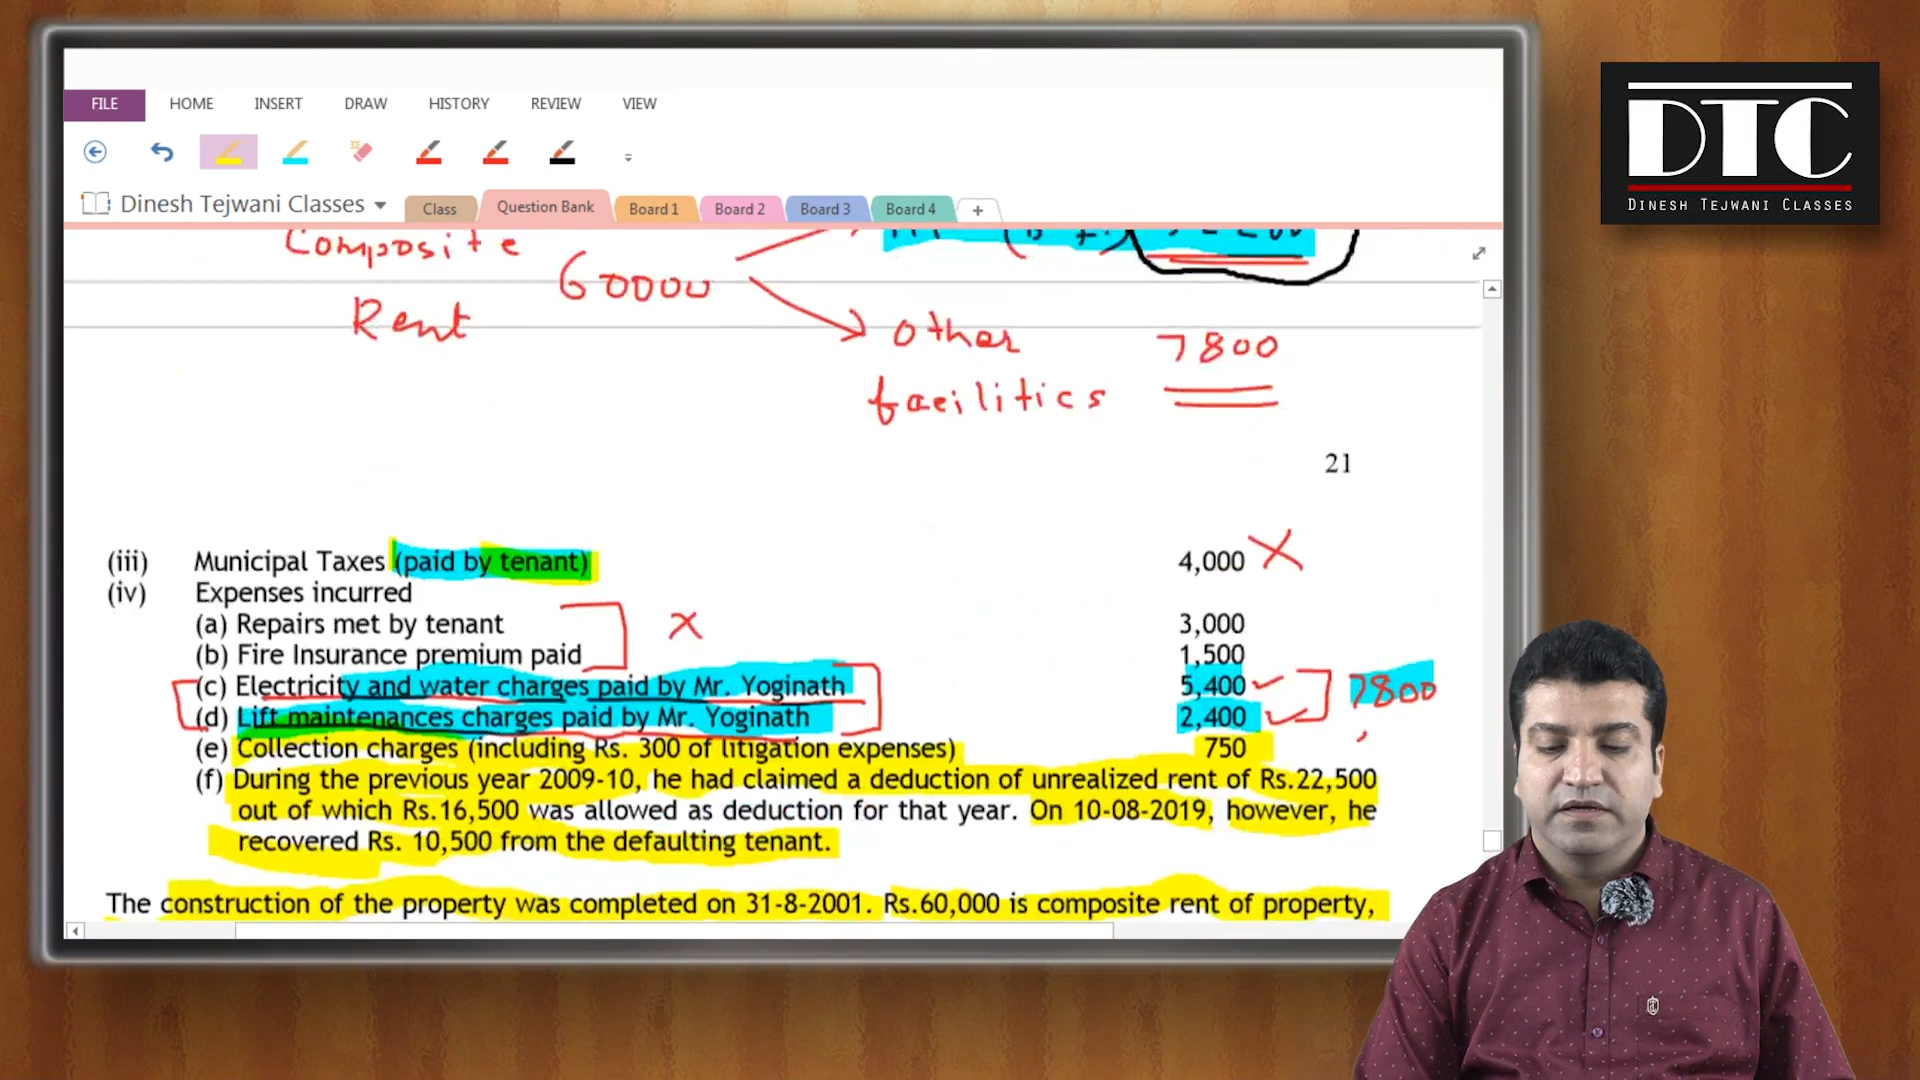 DTC
DINESH TEJWANI CLASSES
FILE HOME INSERT DRAW HISTORY REVIEW VIEW
Dinesh Tejwani Classes Class Question Bank Board 1 Board 2 Board 3 Board 4 +
Composite
60000
Rent
other
7800
facilities
21
(iii) Municipal Taxes (paid by tenant) 4,000 X
(iv) Expenses incurred
(a) Repairs met by tenant X 3,000
(b) Fire Insurance premium paid 1,500
(c) Electricity and water charges paid by Mr. Yoginath 5,400 7800
(d) Lift maintenances charges paid by Mr. Yoginath 2,400
(e) Collection charges (including Rs. 300 of litigation expenses) 750
(f) During the previous year 2009-10, he had claimed a deduction of unrealized rent of Rs.22,500
out of which Rs.16,500 was allowed as deduction for that year. On 10-08-2019, however, he
recovered Rs. 10,500 from the defaulting tenant.
The construction of the property was completed on 31-8-2001. Rs.60,000 is composite rent of property,